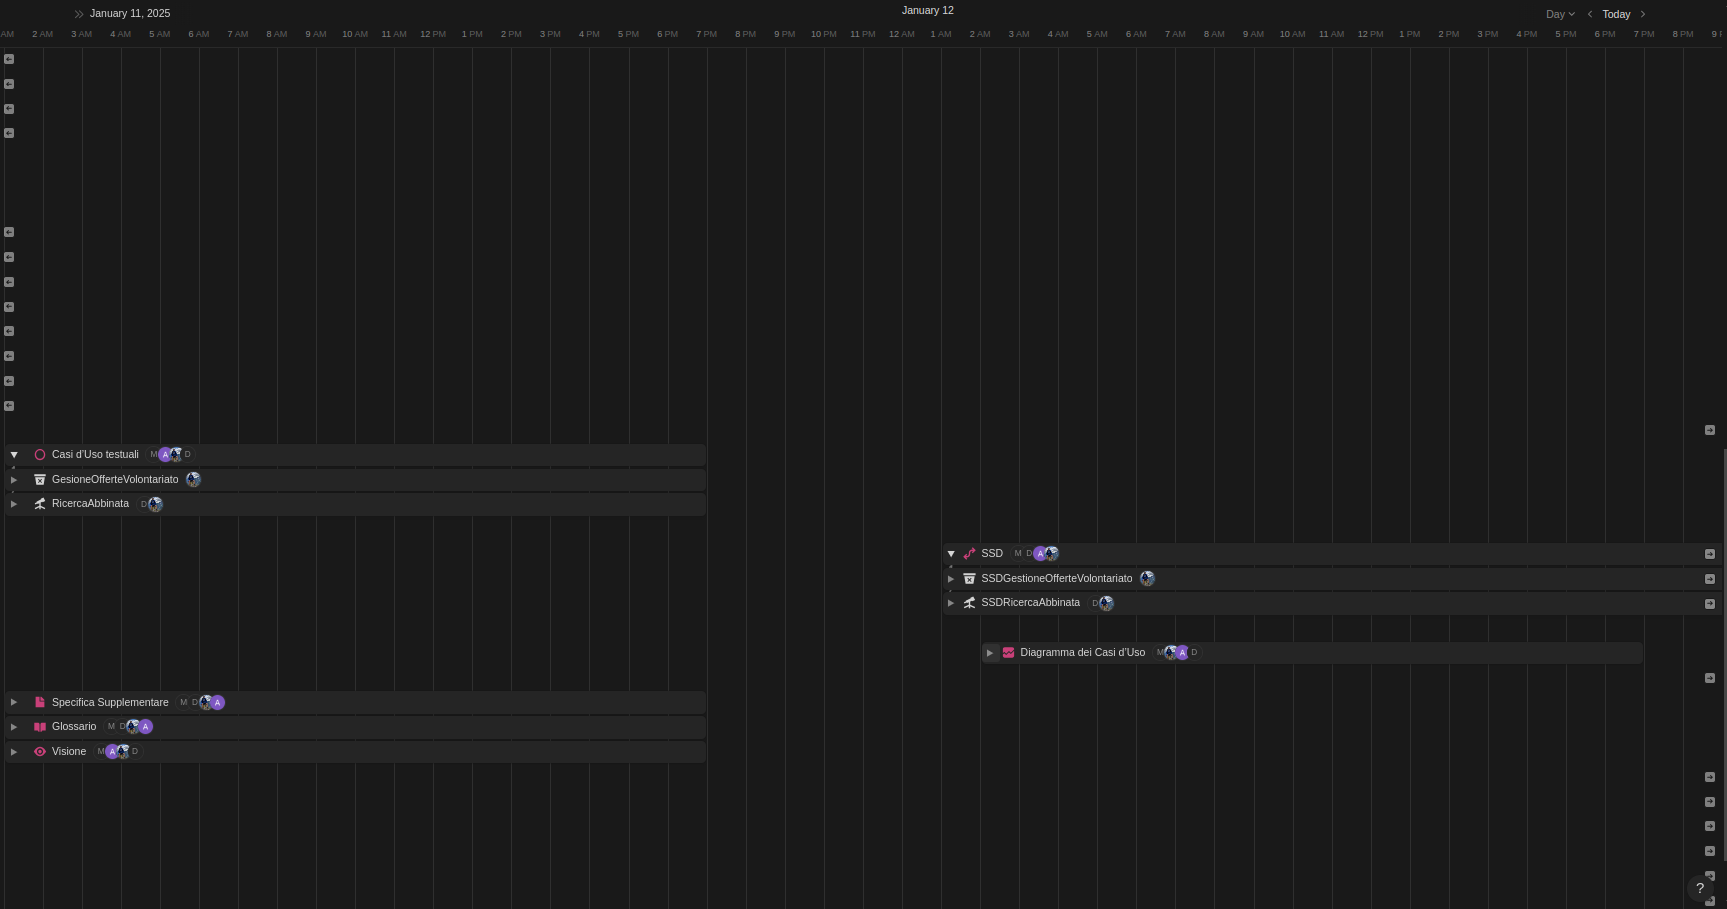 January 11, 2025 January 12 Day Today
AM 2 AM 3 AM 4 AM 5 AM 6 AM 7 AM 8 AM 9 AM 10 AM 11 AM 12 PM 1 PM 2 PM 3 PM 4 PM 5 PM 6 PM 7 PM 8 PM 9 PM 10 PM 11 PM 12 AM 1 AM 2 AM 3 AM 4 AM 5 AM 6 AM 7 AM 8 AM 9 AM 10 AM 11 AM 12 PM 1 PM 2 PM 3 PM 4 PM 5 PM 6 PM 7 PM 8 PM 9
Casi d'Uso testuali M A D
GesioneOfferteVolontariato
RicercaAbbinata D
SSD M D A
SSDGestioneOfferteVolontariato
SSDRicercaAbbinata D
Diagramma dei Casi d'Uso M A D
Specifica Supplementare M D A
Glossario M D A
Visione M A D
?